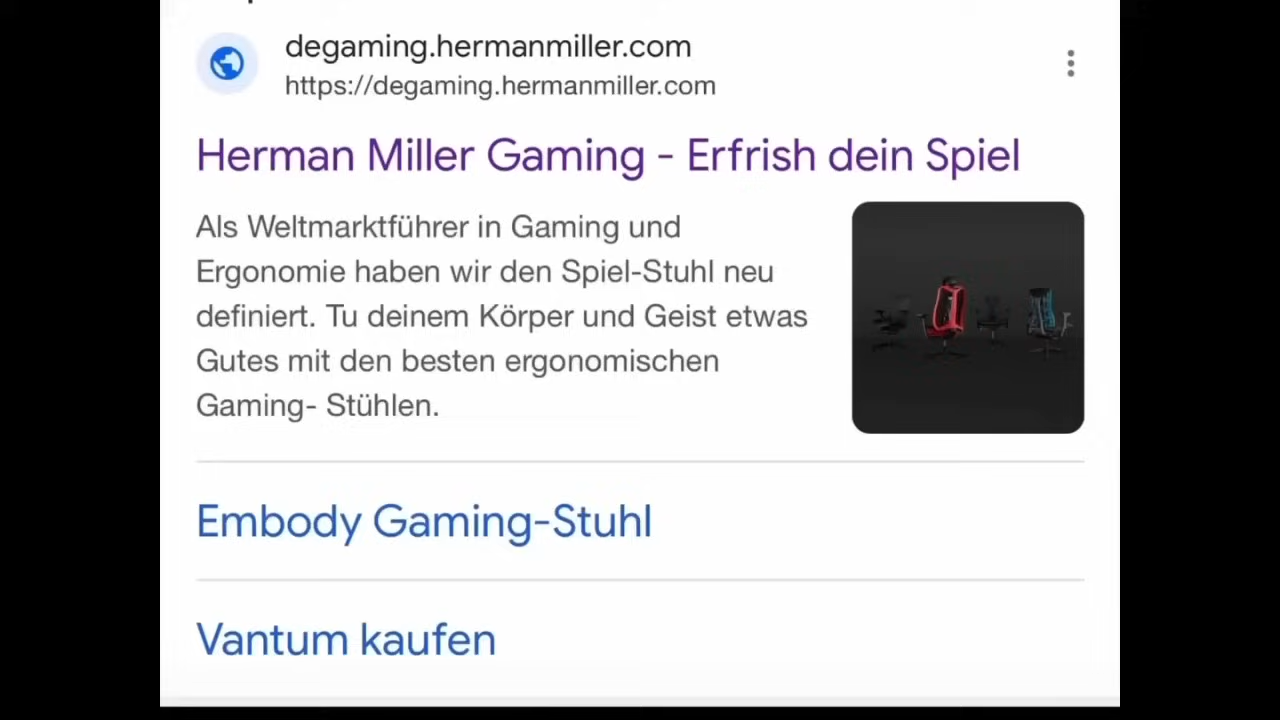 degaming.hermanmiller.com
https://degaming.hermanmiller.com
Herman Miller Gaming - Erfrish dein Spiel
Als Weltmarktführer in Gaming und
Ergonomie haben wir den Spiel-Stuhl neu
definiert. Tu deinem Körper und Geist etwas
Gutes mit den besten ergonomischen
Gaming- Stühlen.
Embody Gaming-Stuhl
Vantum kaufen